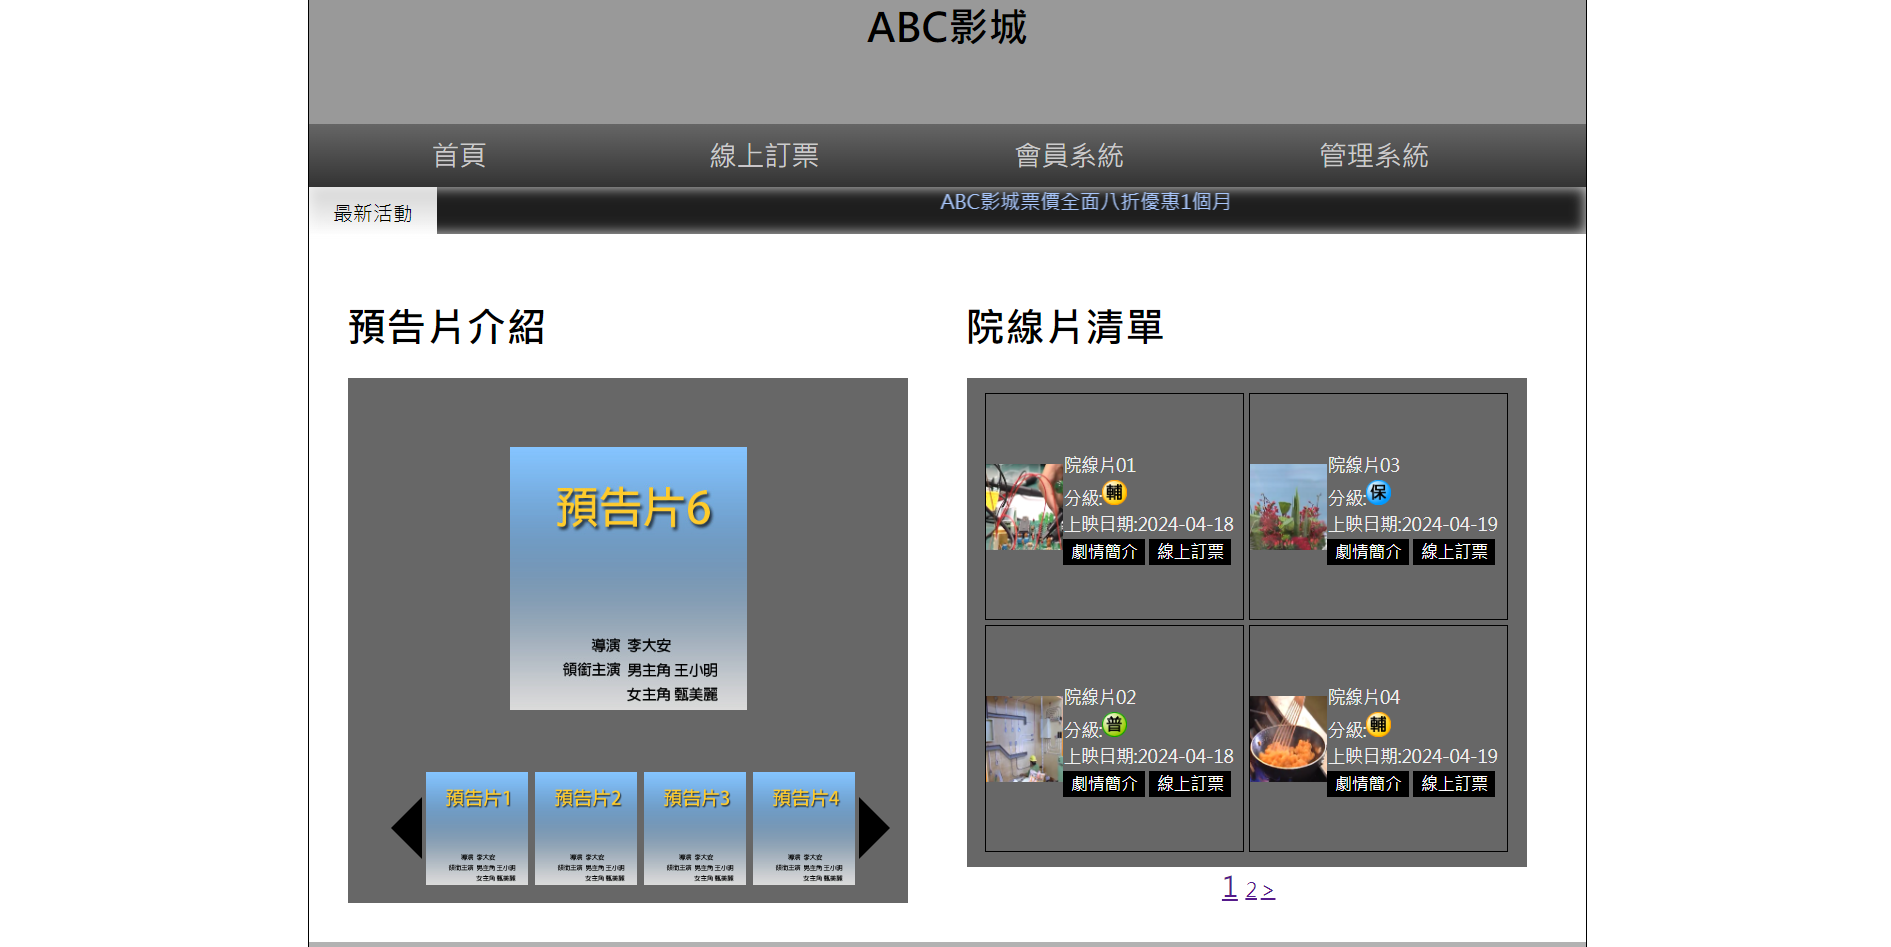 ABC影城
首頁 線上訂票 會員系統 管理系統
最新活動 ABC影城票價全面八折優惠1個月
預告片介紹
預告片6
導演 李大安
領銜主演 男主角 王小明
女主角 甄美麗
預告片1
導演 李大安
領銜主演 男主角 王小明
女主角 甄美麗
預告片2
導演 李大安
領銜主演 男主角 王小明
女主角 甄美麗
預告片3
導演 李大安
領銜主演 男主角 王小明
女主角 甄美麗
預告片4
導演 李大安
領銜主演 男主角 王小明
女主角 甄美麗
院線片清單
院線片01
分級:輔
上映日期:2024-04-18
劇情簡介 線上訂票
院線片03
分級:保
上映日期:2024-04-19
劇情簡介 線上訂票
院線片02
分級:普
上映日期:2024-04-18
劇情簡介 線上訂票
院線片04
分級:輔
上映日期:2024-04-19
劇情簡介 線上訂票
1 2 >